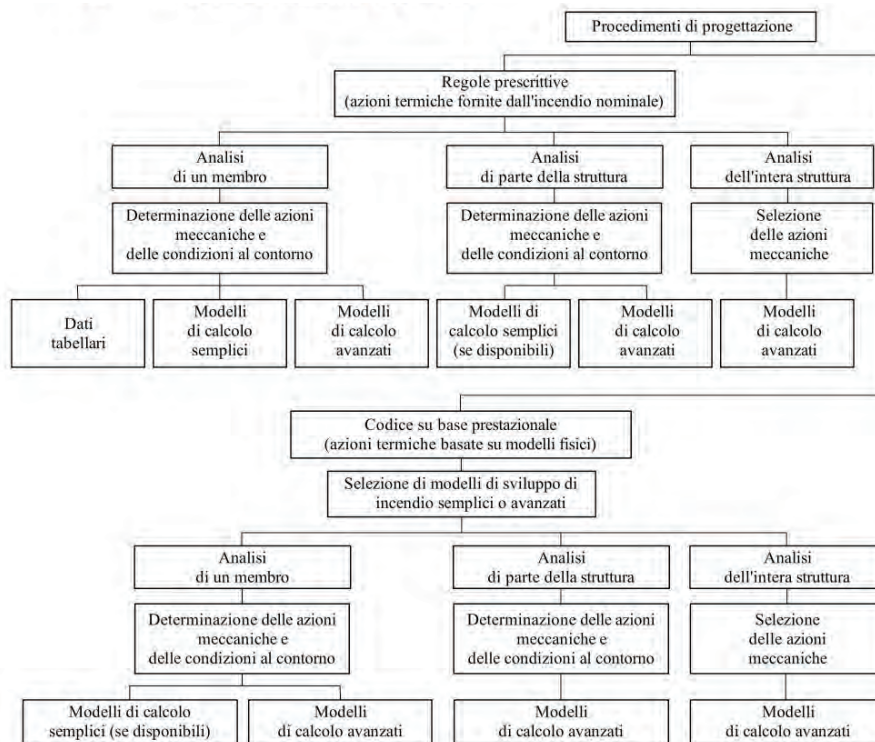 Procedimenti di progettazione
Regole prescrittive
(azioni termiche fornite dall'incendio nominale)
Analisi
di un membro
Analisi
di parte della struttura
Analisi
dell'intera struttura
Determinazione delle azioni
meccaniche e
delle condizioni al contorno
Determinazione delle azioni
meccaniche e
delle condizioni al contorno
Selezione
delle azioni
meccaniche
Dati
tabellari
Modelli
di calcolo
semplici
Modelli
di calcolo
avanzati
Modelli di
calcolo semplici
(se disponibili)
Modelli
di calcolo
avanzati
Modelli
di calcolo
avanzati
Codice su base prestazionale
(azioni termiche basate su modelli fisici)
Selezione di modelli di sviluppo di
incendio semplici o avanzati
Analisi
di un membro
Analisi
di parte della struttura
Analisi
dell'intera struttura
Determinazione delle azioni
meccaniche e
delle condizioni al contorno
Determinazione delle azioni
meccaniche e
delle condizioni al contorno
Selezione
delle azioni
meccaniche
Modelli di calcolo
semplici (se disponibili)
Modelli
di calcolo avanzati
Modelli
di calcolo avanzati
Modelli
di calcolo avanzati